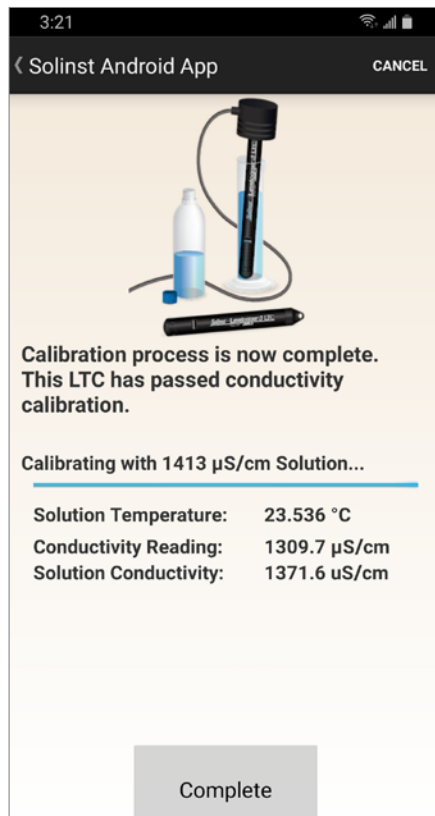 3:21
Solinst Android App CANCEL
Calibration process is now complete.
This LTC has passed conductivity
calibration.
Calibrating with 1413 µS/cm Solution...
Solution Temperature: 23.536 °C
Conductivity Reading: 1309.7 µS/cm
Solution Conductivity: 1371.6 uS/cm
Complete